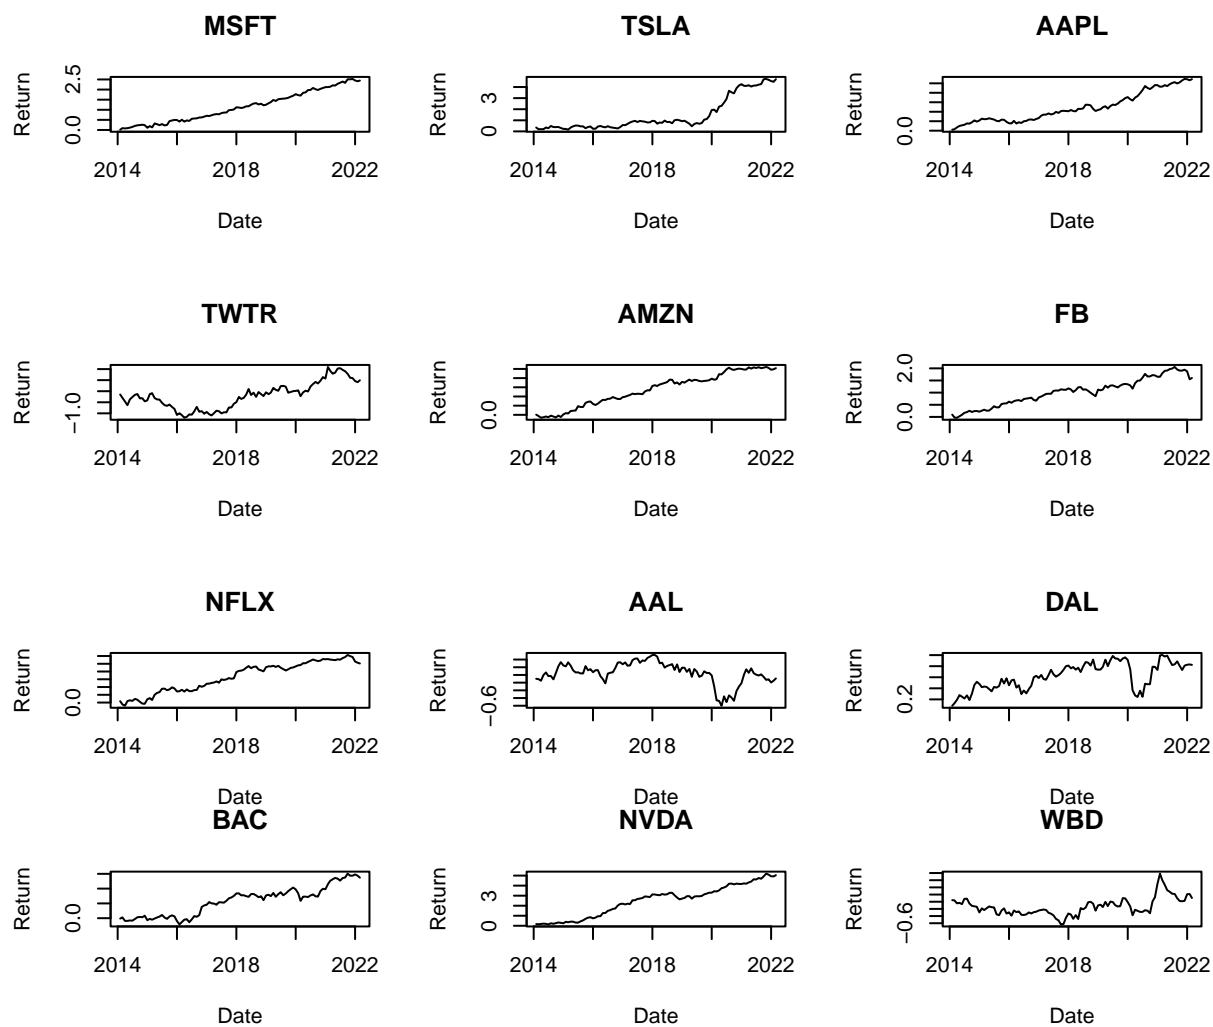 MSFT
Return
0.0 2.5
2014 2018 2022
Date
TSLA
Return
0 3
2014 2018 2022
Date
AAPL
Return
0.0
2014 2018 2022
Date
TWTR
Return
−1.0
2014 2018 2022
Date
AMZN
Return
0.0
2014 2018 2022
Date
FB
Return
0.0 2.0
2014 2018 2022
Date
NFLX
Return
0.0
2014 2018 2022
Date
AAL
Return
−0.6
2014 2018 2022
Date
DAL
Return
0.2
2014 2018 2022
Date
BAC
Return
0.0
2014 2018 2022
Date
NVDA
Return
0 3
2014 2018 2022
Date
WBD
Return
−0.6
2014 2018 2022
Date